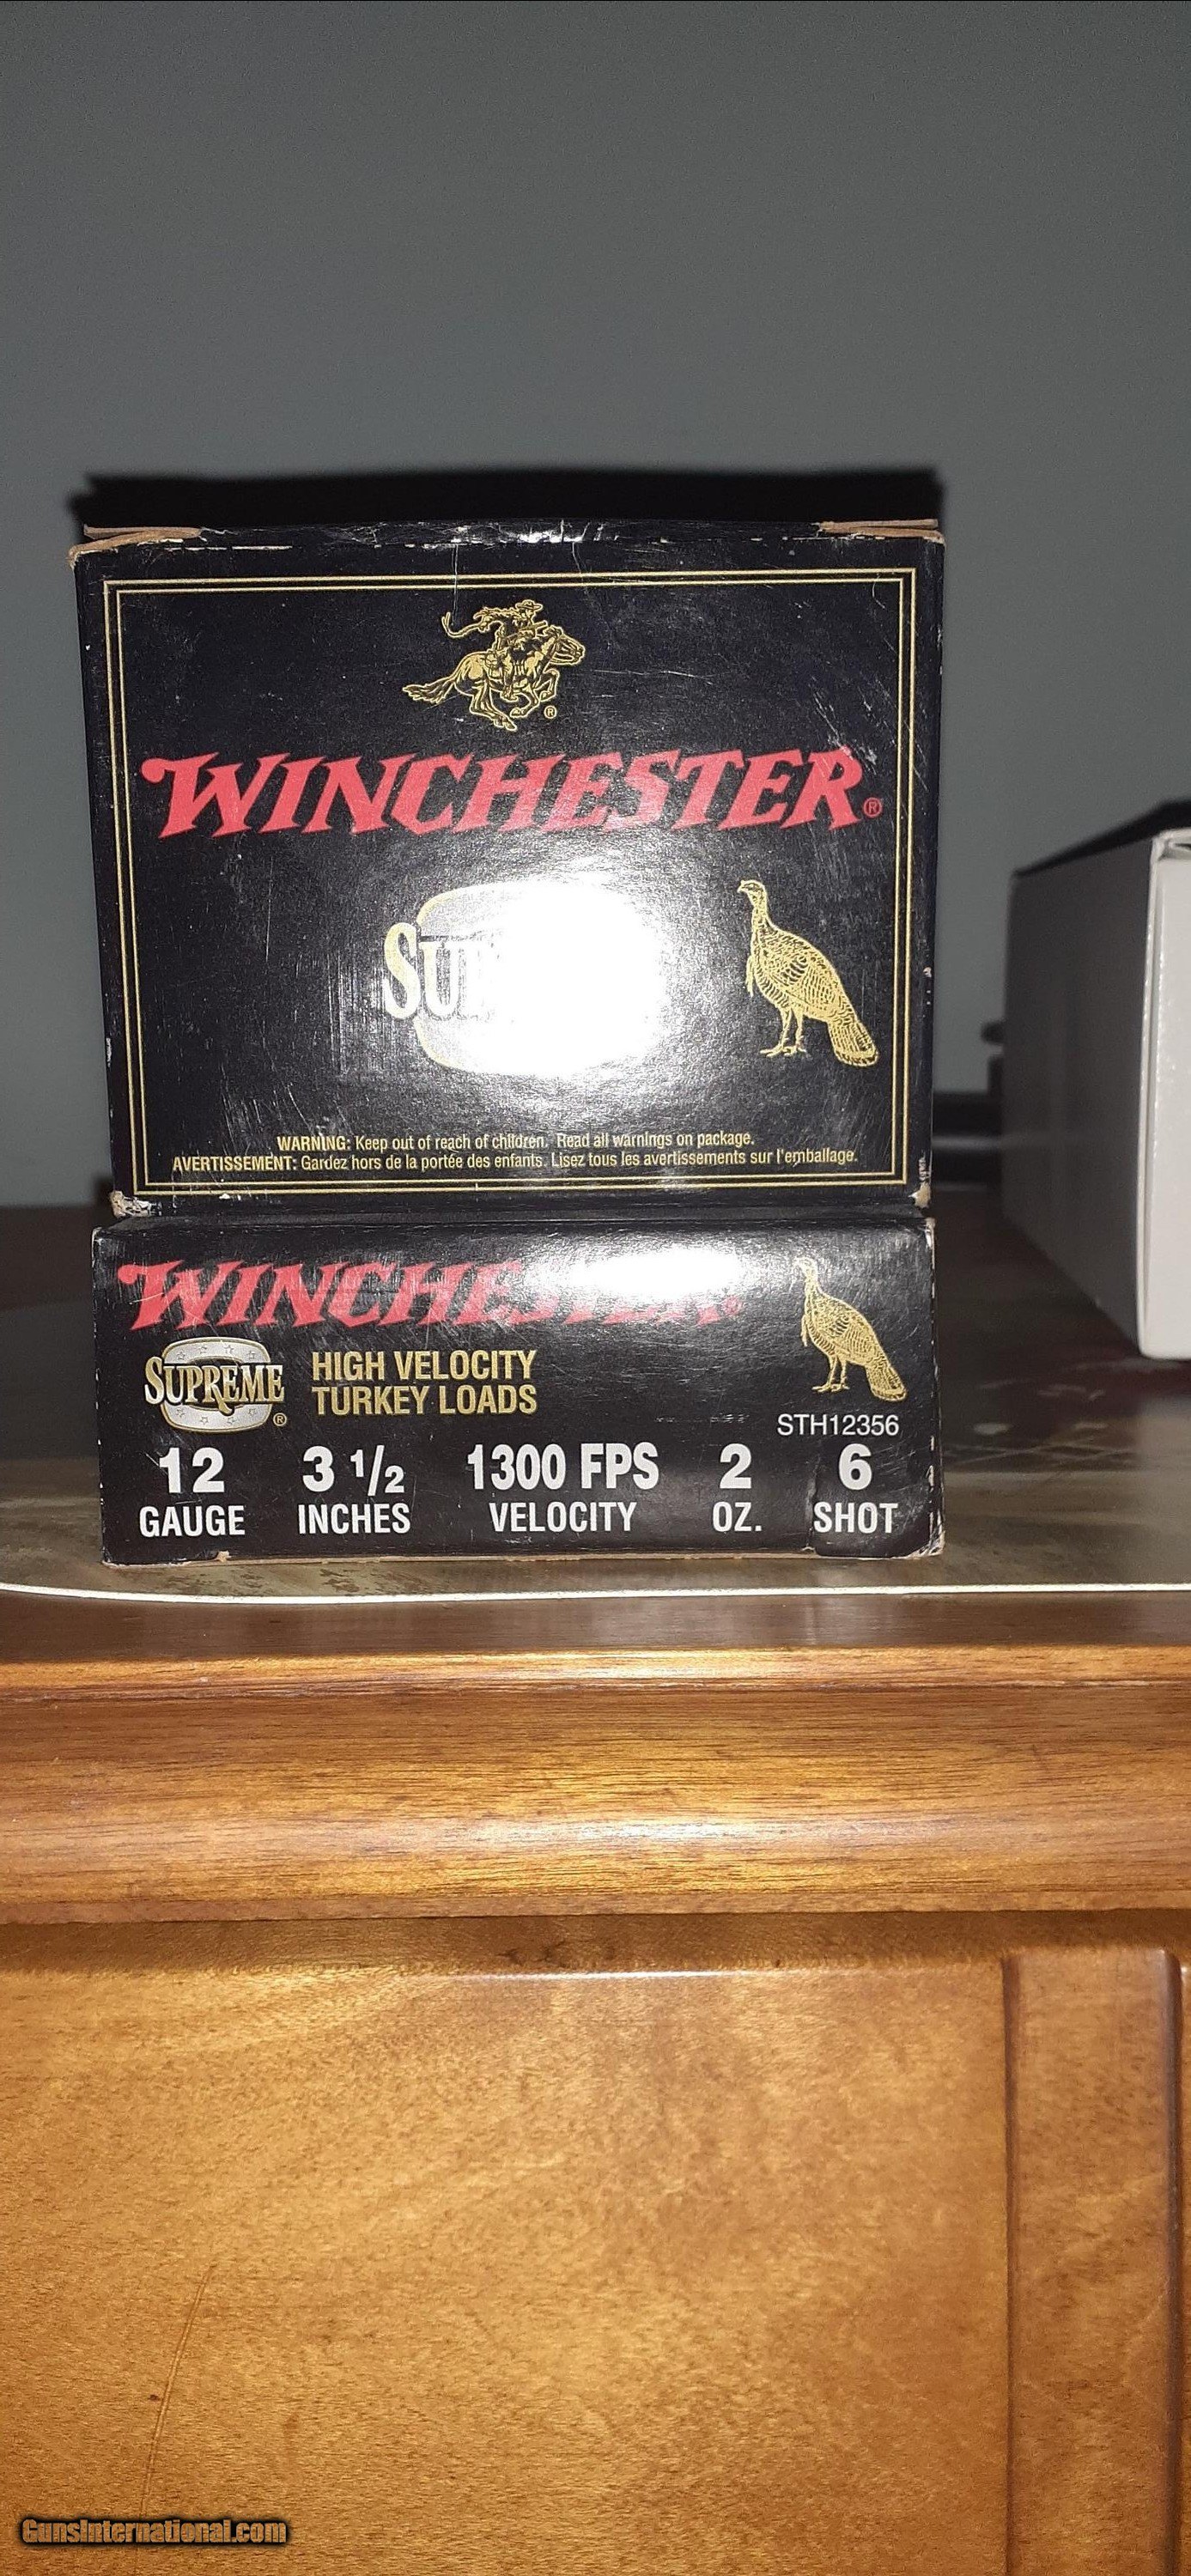 WINCHESTER®
WARNING: Keep out of reach of children. Read all warnings on package.
AVERTISSEMENT: Gardez hors de la portée des enfants. Lisez tous les avertissements sur l'emballage.
WINCHESTER®
SUPREME®
HIGH VELOCITY
TURKEY LOADS
STH12356
12 3 1/2 1300 FPS 2 6
GAUGE INCHES VELOCITY OZ. SHOT
GunsInternational.com